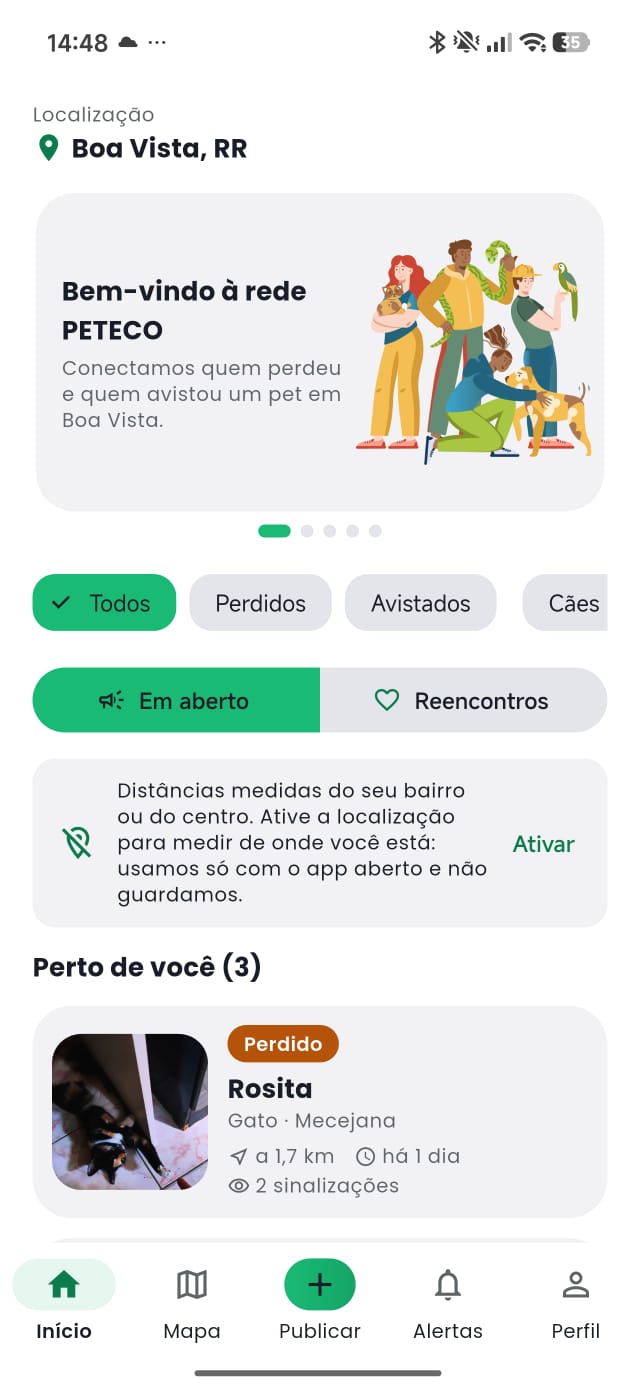 14:48
35
Localização
Boa Vista, RR
Bem-vindo à rede
PETECO
Conectamos quem perdeu
e quem avistou um pet em
Boa Vista.
Todos
Perdidos
Avistados
Cães
Em aberto
Reencontros
Distâncias medidas do seu bairro
ou do centro. Ative a localização
para medir de onde você está:
usamos só com o app aberto e não
guardamos.
Ativar
Perto de você (3)
Perdido
Rosita
Gato · Mecejana
a 1,7 km há 1 dia
2 sinalizações
Início
Mapa
Publicar
Alertas
Perfil